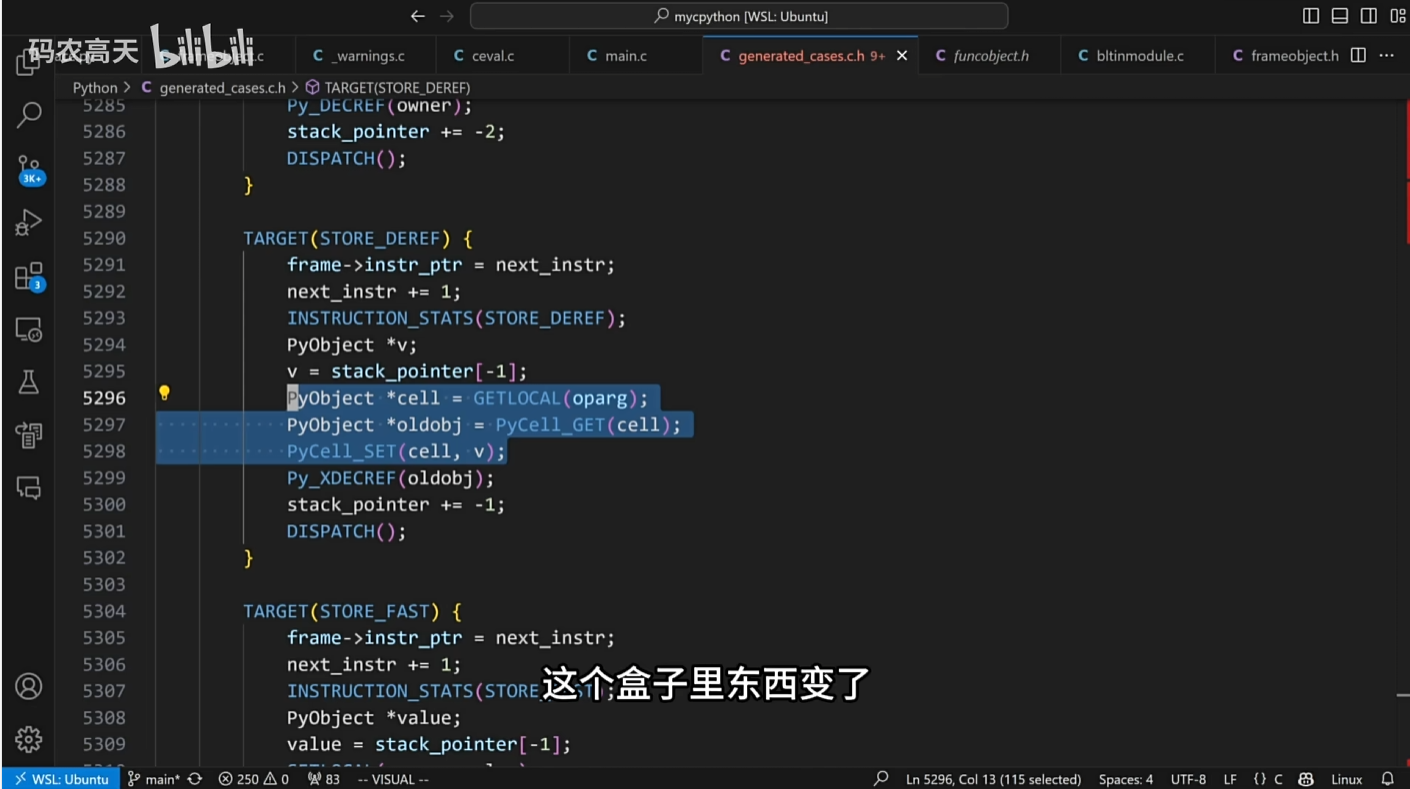 mycpython [WSL: Ubuntu]
码农高天 bilibili
_warnings.c
ceval.c
main.c
generated_cases.c.h 9+
funcobject.h
bltinmodule.c
frameobject.h
Python > generated_cases.c.h > TARGET(STORE_DEREF)
5285 Py_DECREF(owner);
5286 stack_pointer += -2;
5287 DISPATCH();
5288 }
5289
5290 TARGET(STORE_DEREF) {
5291 frame->instr_ptr = next_instr;
5292 next_instr += 1;
5293 INSTRUCTION_STATS(STORE_DEREF);
5294 PyObject *v;
5295 v = stack_pointer[-1];
5296 PyObject *cell = GETLOCAL(oparg);
5297 PyObject *oldobj = PyCell_GET(cell);
5298 PyCell_SET(cell, v);
5299 Py_XDECREF(oldobj);
5300 stack_pointer += -1;
5301 DISPATCH();
5302 }
5303
5304 TARGET(STORE_FAST) {
5305 frame->instr_ptr = next_instr;
5306 next_instr += 1;
5307 INSTRUCTION_STATS(STORE
5308 PyObject *value;
5309 value = stack_pointer[-1];
这个盒子里东西变了
3K+
3
WSL: Ubuntu
main*
250
0
83
-- VISUAL --
Ln 5296, Col 13 (115 selected)
Spaces: 4
UTF-8
LF
{} C
Linux